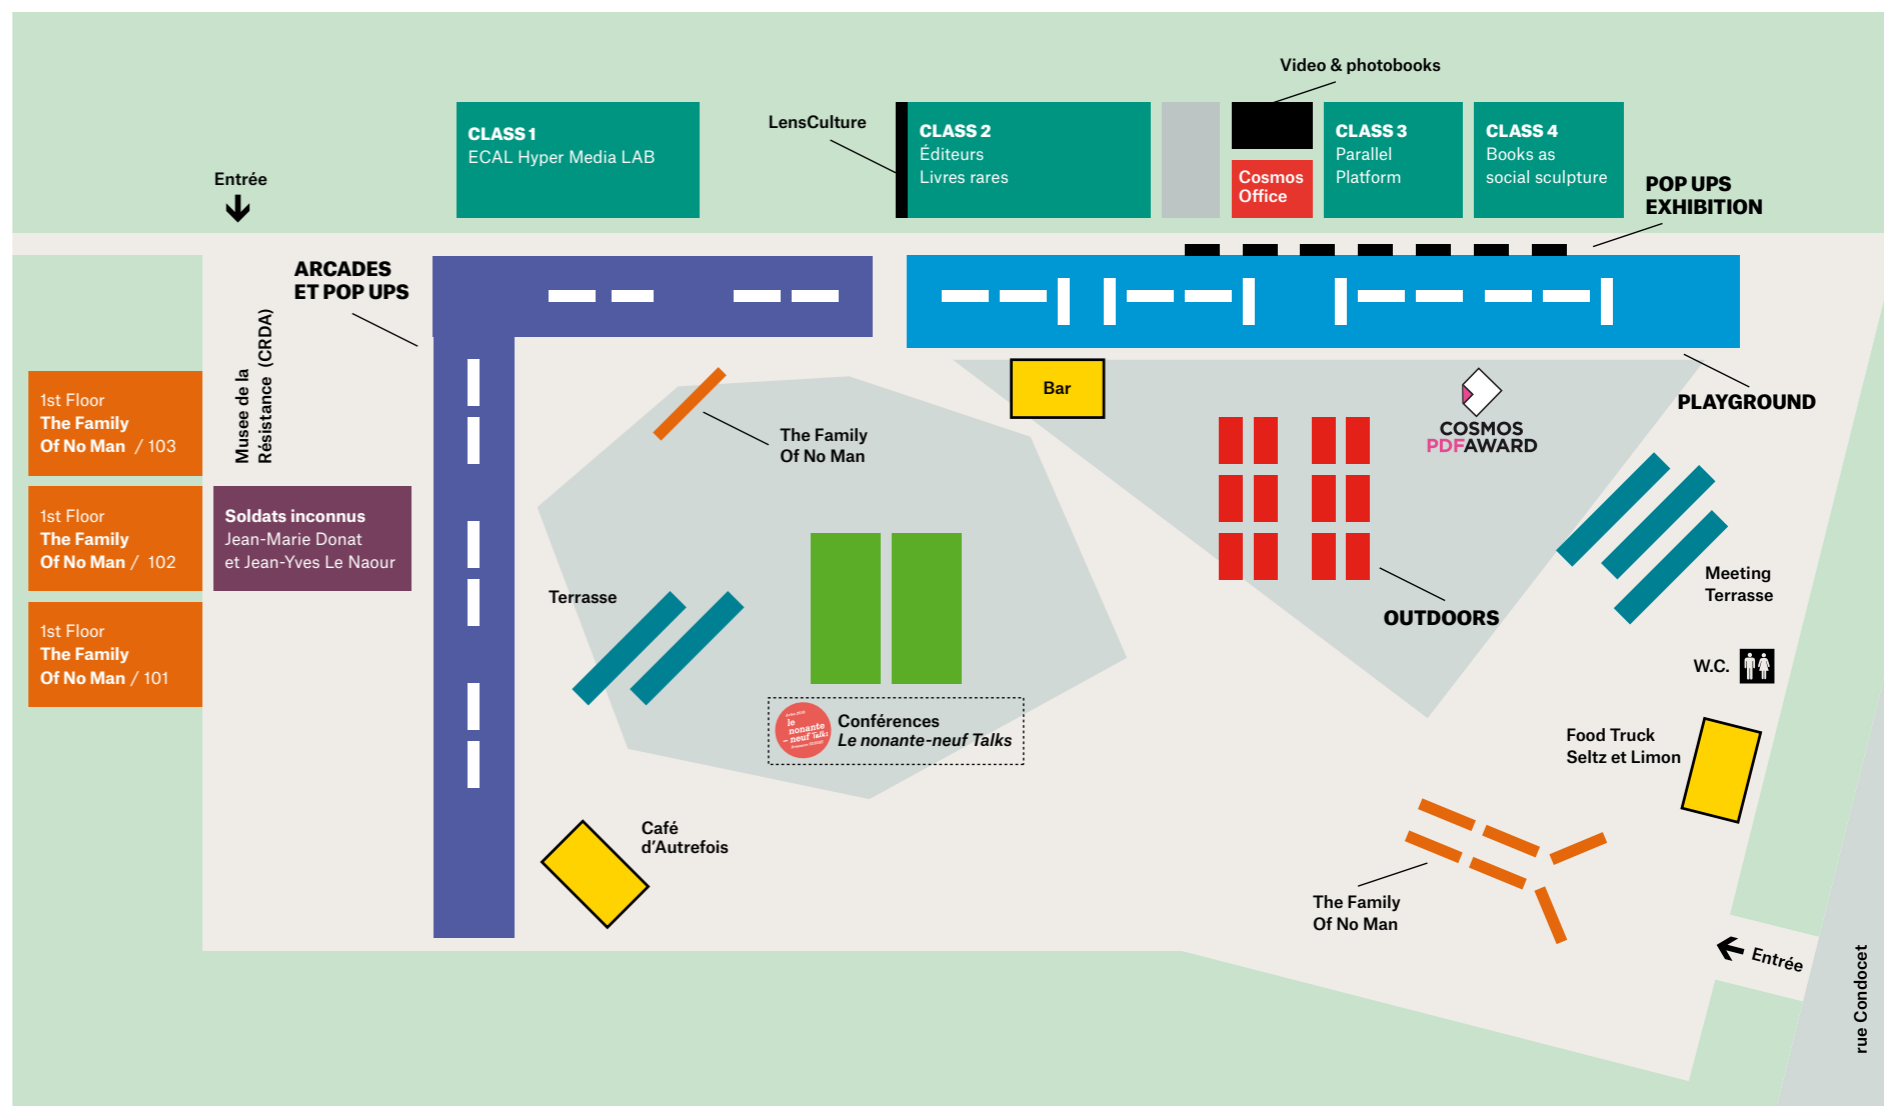 Video & photobooks
LensCulture
CLASS 1
ECAL Hyper Media LAB
CLASS 2
Éditeurs
Livres rares
Cosmos
Office
CLASS 3
Parallel
Platform
CLASS 4
Books as
social sculpture
POP UPS
EXHIBITION
Entrée
ARCADES
ET POP UPS
Musee de la
Résistance (CRDA)
1st Floor
The Family
Of No Man / 103
1st Floor
The Family
Of No Man / 102
1st Floor
The Family
Of No Man / 101
Soldats inconnus
Jean-Marie Donat
et Jean-Yves Le Naour
The Family
Of No Man
Bar
COSMOS
PDFAWARD
PLAYGROUND
OUTDOORS
Meeting
Terrasse
Terrasse
W.C.
le
nonante
–neuf Talks
Conférences
Le nonante-neuf Talks
Food Truck
Seltz et Limon
Café
d'Autrefois
The Family
Of No Man
Entrée
rue Condocet